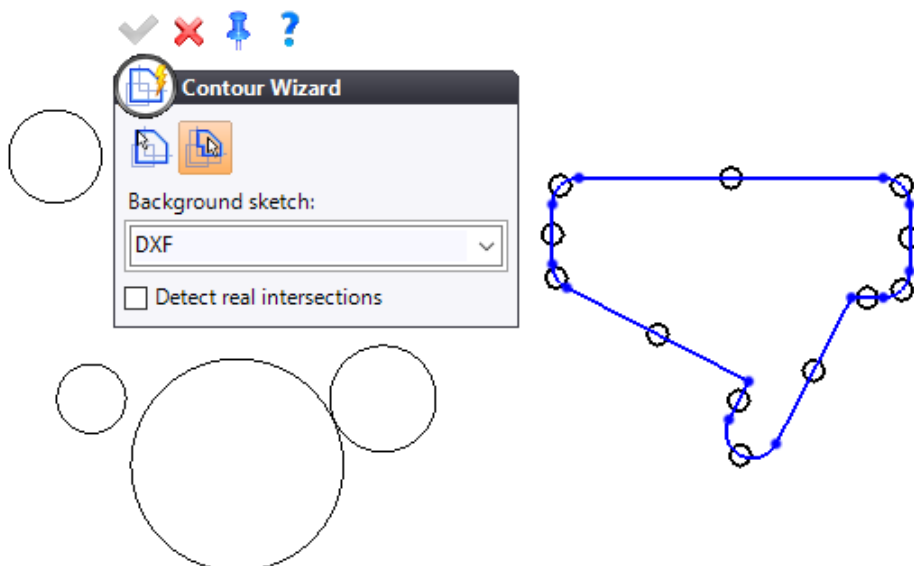 Contour Wizard
Background sketch:
DXF
Detect real intersections